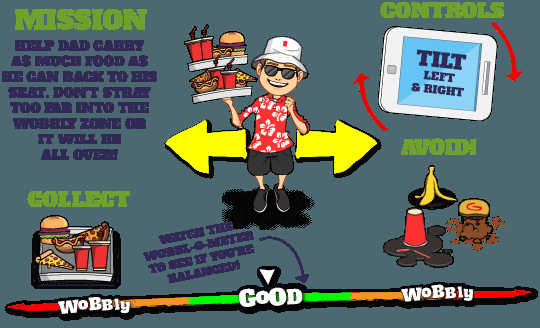 MISSION
HELP DAD CARRY
AS MUCH FOOD AS
HE CAN BACK TO HIS
SEAT. DON'T STRAY
TOO FAR INTO THE
WOBBLY ZONE OR
IT WILL BE
ALL OVER!
CONTROLS
TILT
LEFT
& RIGHT
AVOID!
COLLECT
WATCH THE
WOBBL-O-METER
TO SEE IF YOU'RE
BALANCED!
WOBBly
GOOD
WOBBly